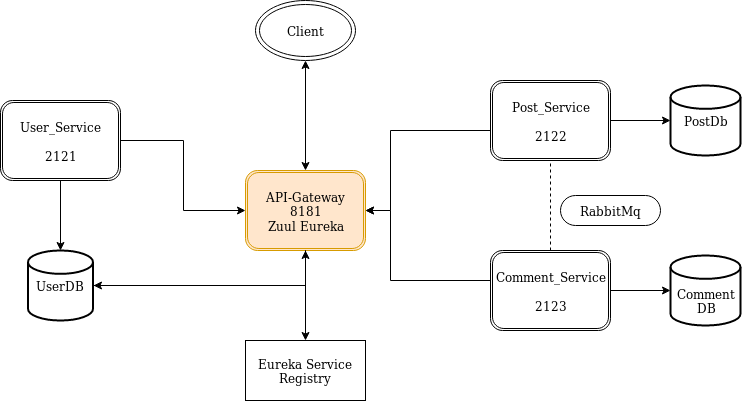 Client
User_Service
2121
Post_Service
2122
PostDb
API-Gateway
8181
Zuul Eureka
RabbitMq
UserDB
Comment_Service
2123
Comment
DB
Eureka Service
Registry